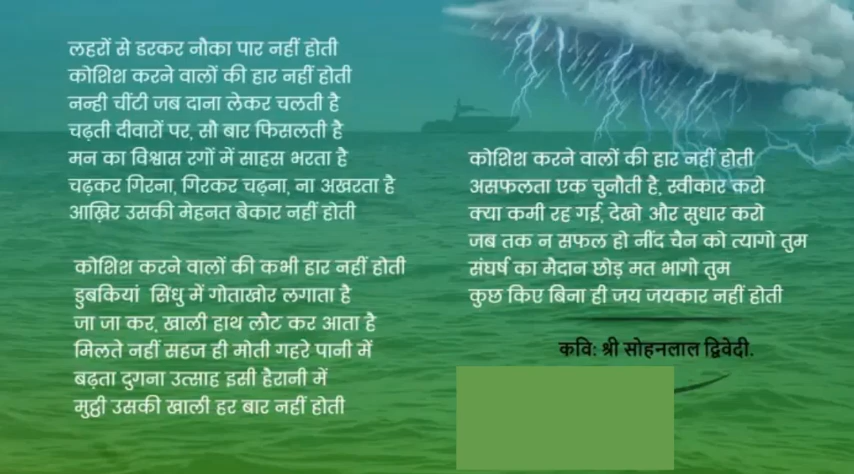 लहरों से डरकर नौका पार नहीं होती
कोशिश करने वालों की हार नहीं होती
नन्ही चींटी जब दाना लेकर चलती है
चढ़ती दीवारों पर, सौ बार फिसलती है
मन का विश्वास रगों में साहस भरता है
चढ़कर गिरना, गिरकर चढ़ना, ना अखरता है
आख़िर उसकी मेहनत बेकार नहीं होती
कोशिश करने वालों की कभी हार नहीं होती
डुबकियां सिंधु में गोताखोर लगाता है
जा जा कर, खाली हाथ लौट कर आता है
मिलते नहीं सहज ही मोती गहरे पानी में
बढ़ता दुगना उत्साह इसी हैरानी में
मुट्ठी उसकी खाली हर बार नहीं होती
कोशिश करने वालों की हार नहीं होती
असफलता एक चुनौती है, स्वीकार करो
क्या कमी रह गई, देखो और सुधार करो
जब तक न सफल हो नींद चैन को त्यागो तुम
संघर्ष का मैदान छोड़ मत भागो तुम
कुछ किए बिना ही जय जयकार नहीं होती
कवि: श्री सोहनलाल द्विवेदी.